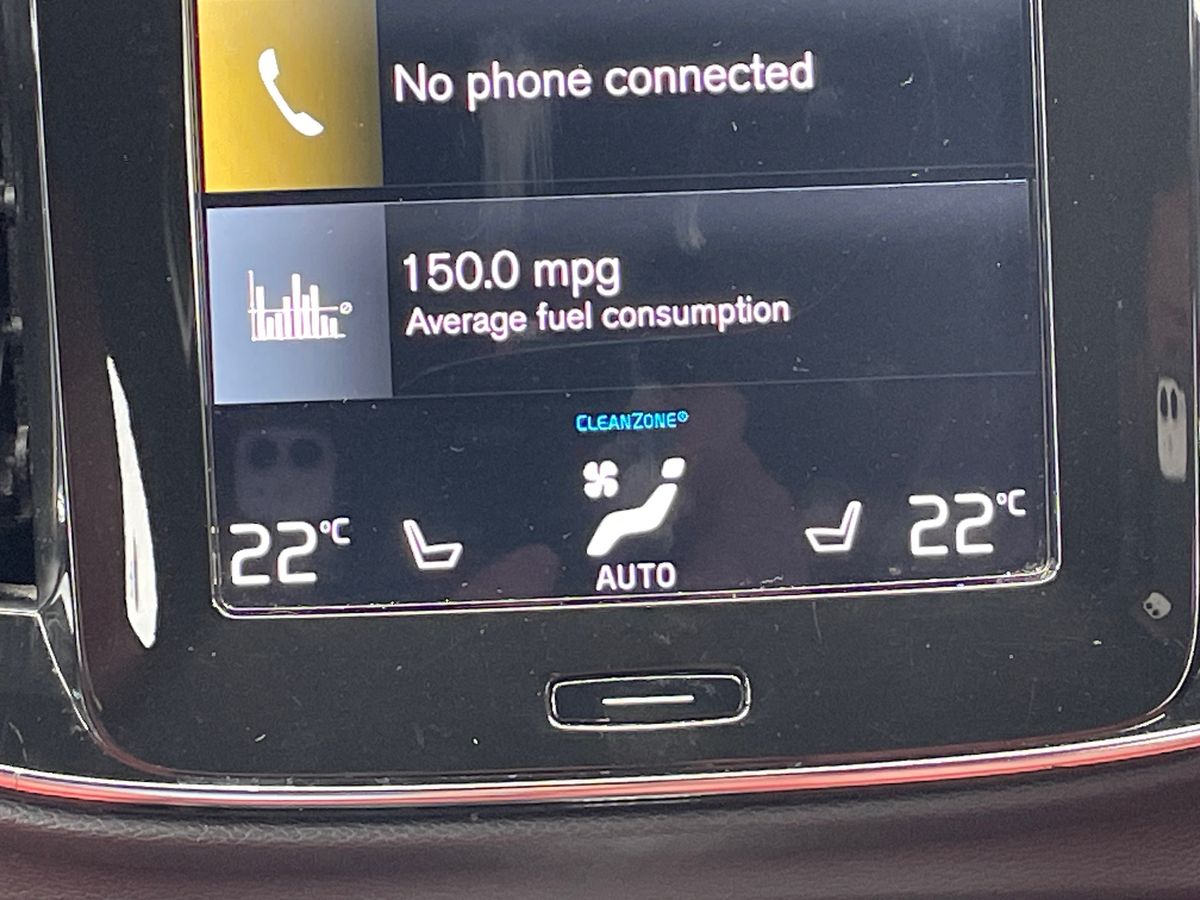 No phone connected
150.0 mpg
Average fuel consumption
CLEANZONE®
22°C
22°C
AUTO